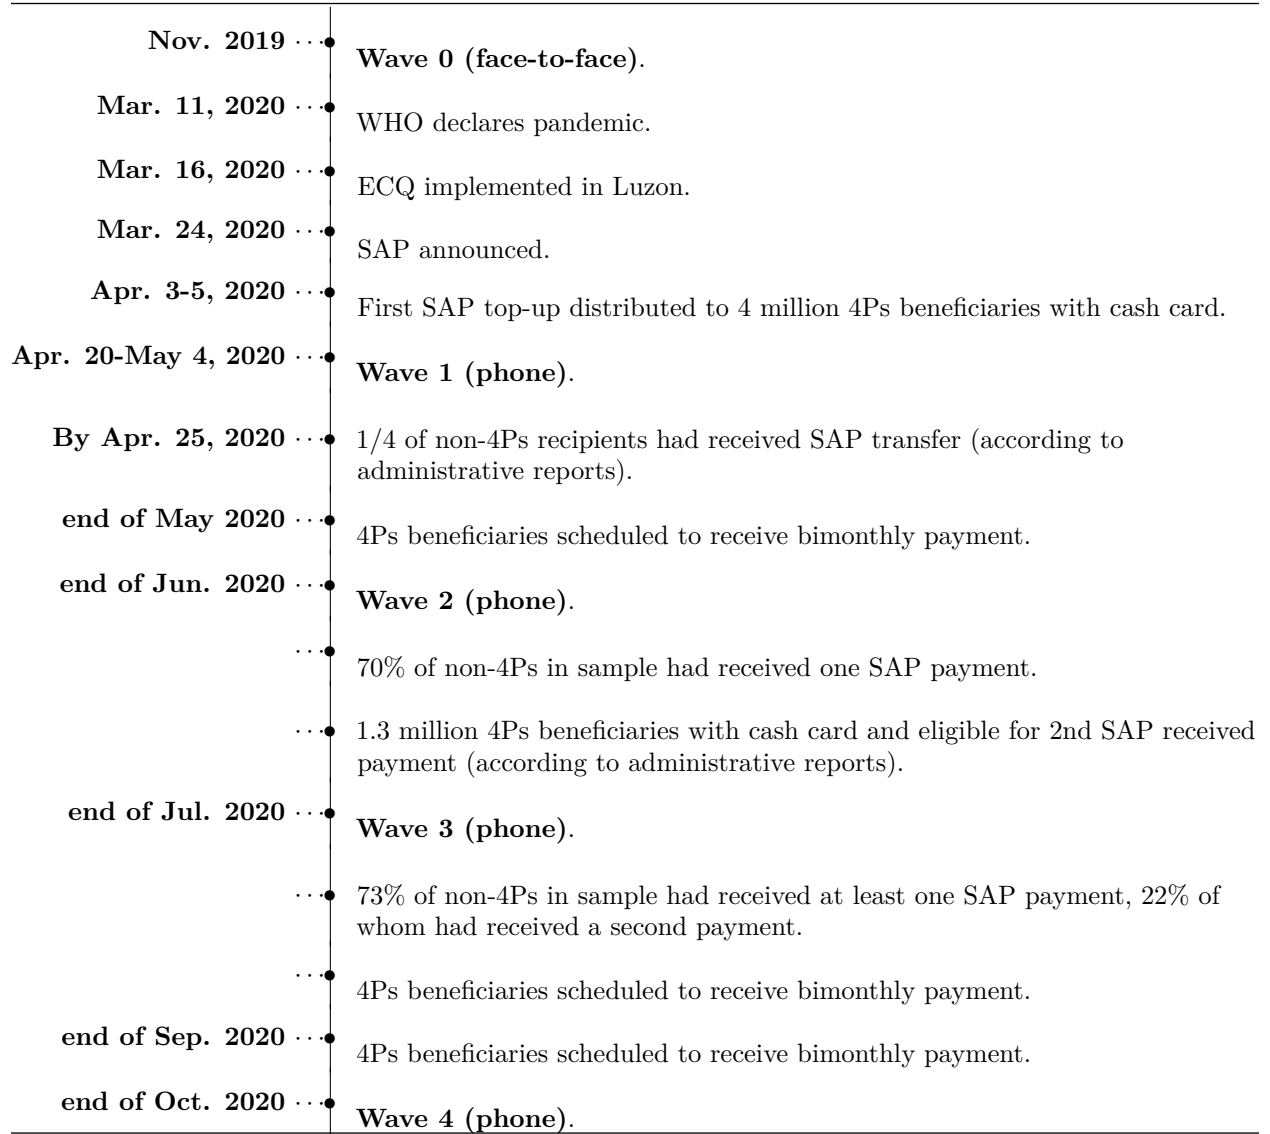 Nov. 2019 ···
Wave 0 (face-to-face).
Mar. 11, 2020 ···
WHO declares pandemic.
Mar. 16, 2020 ···
ECQ implemented in Luzon.
Mar. 24, 2020 ···
SAP announced.
Apr. 3-5, 2020 ···
First SAP top-up distributed to 4 million 4Ps beneficiaries with cash card.
Apr. 20-May 4, 2020 ···
Wave 1 (phone).
By Apr. 25, 2020 ··· 1/4 of non-4Ps recipients had received SAP transfer (according to
administrative reports).
end of May 2020 ···
4Ps beneficiaries scheduled to receive bimonthly payment.
end of Jun. 2020 ···
Wave 2 (phone).
···
70% of non-4Ps in sample had received one SAP payment.
··· 1.3 million 4Ps beneficiaries with cash card and eligible for 2nd SAP received
payment (according to administrative reports).
end of Jul. 2020 ···
Wave 3 (phone).
··· 73% of non-4Ps in sample had received at least one SAP payment, 22% of
whom had received a second payment.
···
4Ps beneficiaries scheduled to receive bimonthly payment.
end of Sep. 2020 ···
4Ps beneficiaries scheduled to receive bimonthly payment.
end of Oct. 2020 ···
Wave 4 (phone).